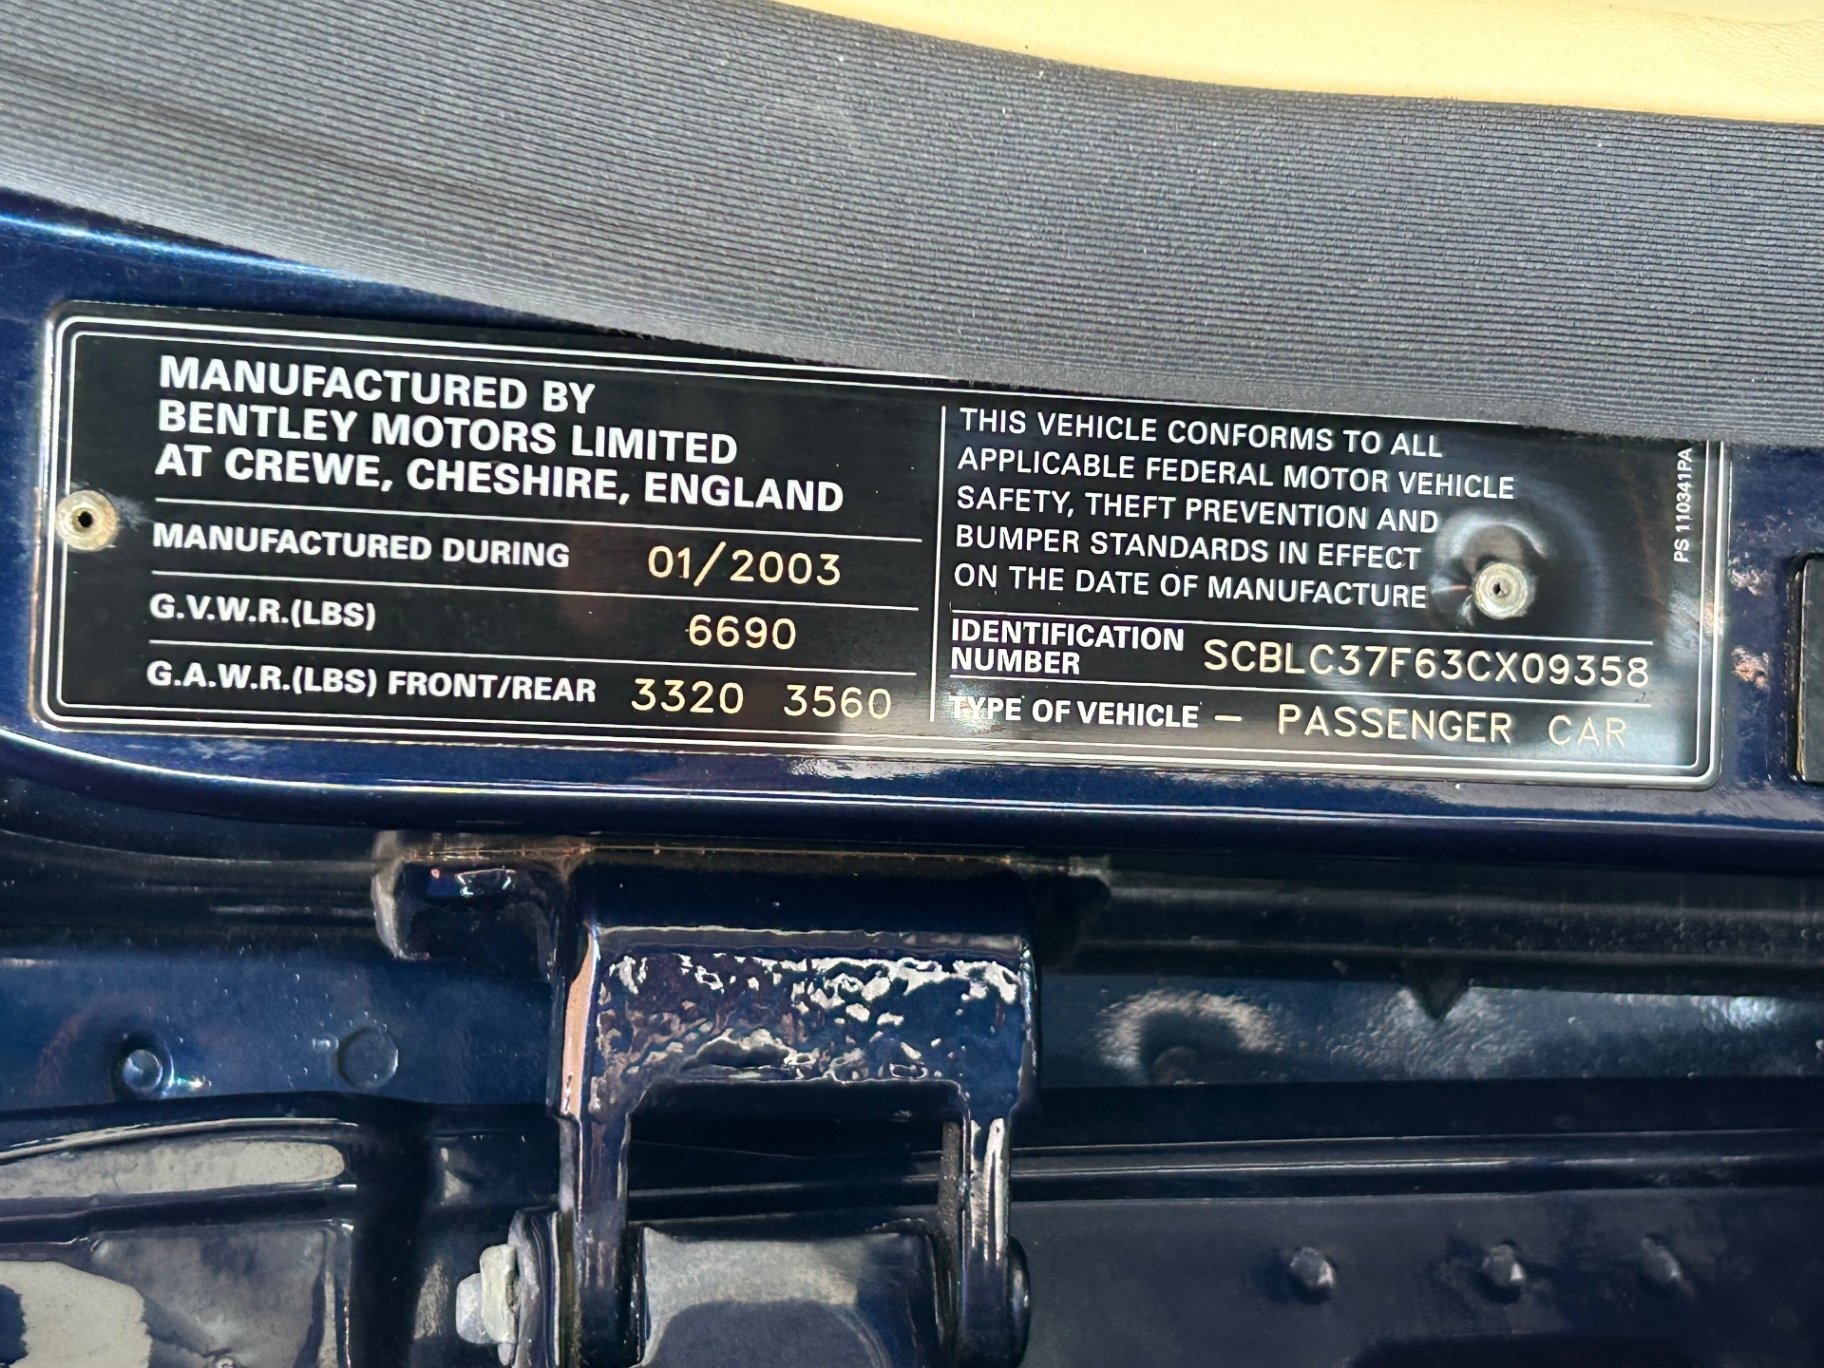 MANUFACTURED BY
BENTLEY MOTORS LIMITED
AT CREWE, CHESHIRE, ENGLAND
MANUFACTURED DURING 01/2003
G.V.W.R.(LBS) 6690
G.A.W.R.(LBS) FRONT/REAR 3320 3560
THIS VEHICLE CONFORMS TO ALL
APPLICABLE FEDERAL MOTOR VEHICLE
SAFETY, THEFT PREVENTION AND
BUMPER STANDARDS IN EFFECT
ON THE DATE OF MANUFACTURE
IDENTIFICATION
NUMBER SCBLC37F63CX09358
TYPE OF VEHICLE - PASSENGER CAR
PS110341PA